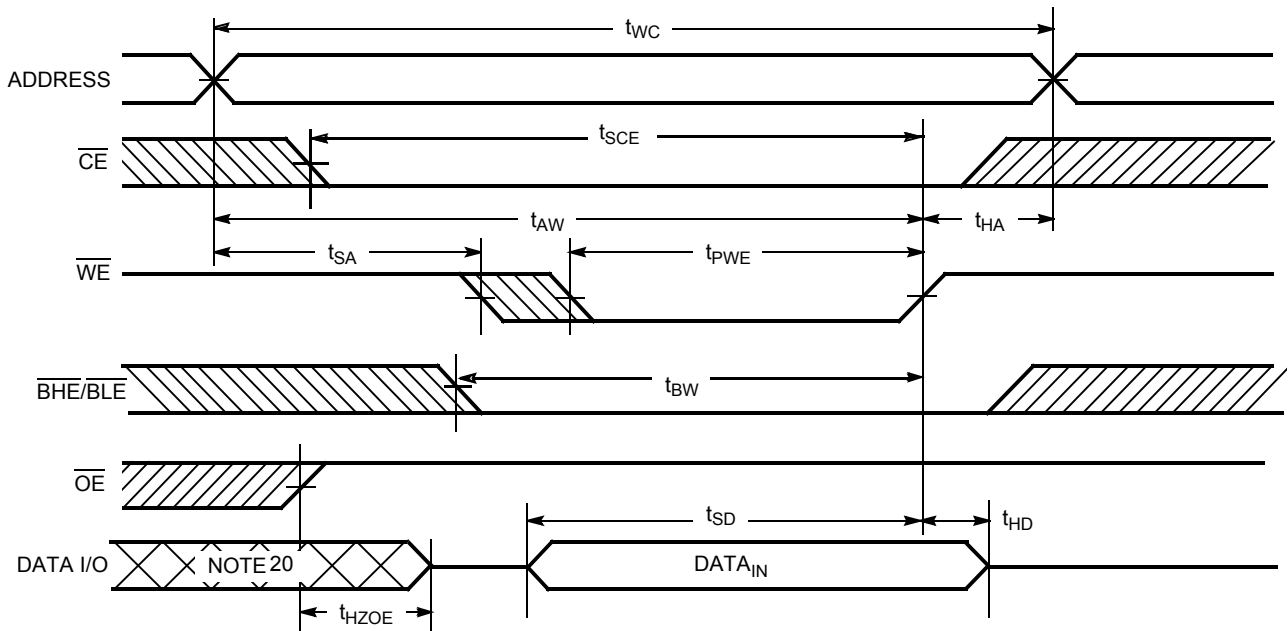 tWC
ADDRESS
tSCE
CE
tAW
tHA
tSA
tPWE
WE
tBW
BHE/BLE
OE
tSD
tHD
DATA I/O
NOTE 20
DATAIN
tHZOE